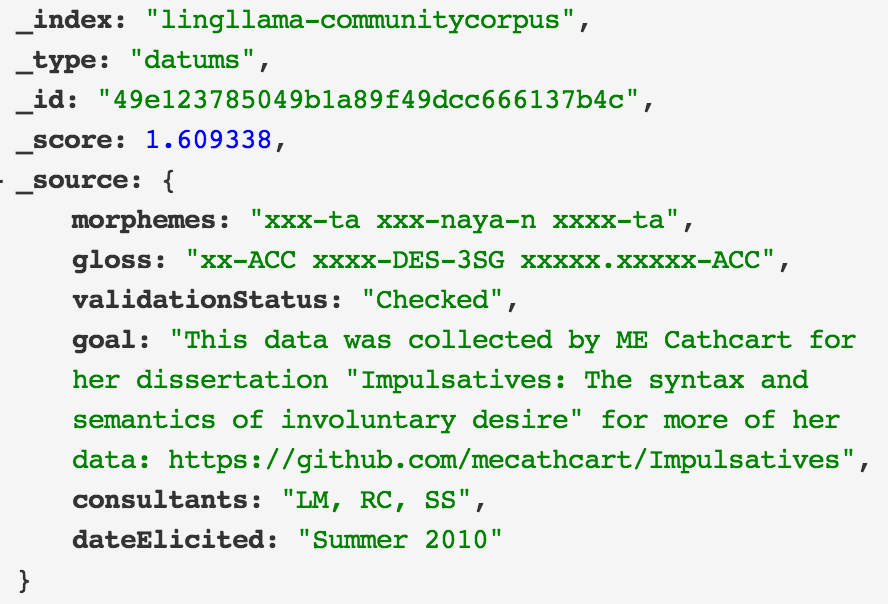 _index: "lingllama-communitycorpus",
_type: "datums",
_id: "49e123785049b1a89f49dcc666137b4c",
_score: 1.609338,
- _source: {
morphemes: "xxx-ta xxx-naya-n xxxx-ta",
gloss: "xx-ACC xxxx-DES-3SG xxxxx.xxxxx-ACC",
validationStatus: "Checked",
goal: "This data was collected by ME Cathcart for
her dissertation "Impulsatives: The syntax and
semantics of involuntary desire" for more of her
data: https://github.com/mecathcart/Impulsatives",
consultants: "LM, RC, SS",
dateElicited: "Summer 2010"
}